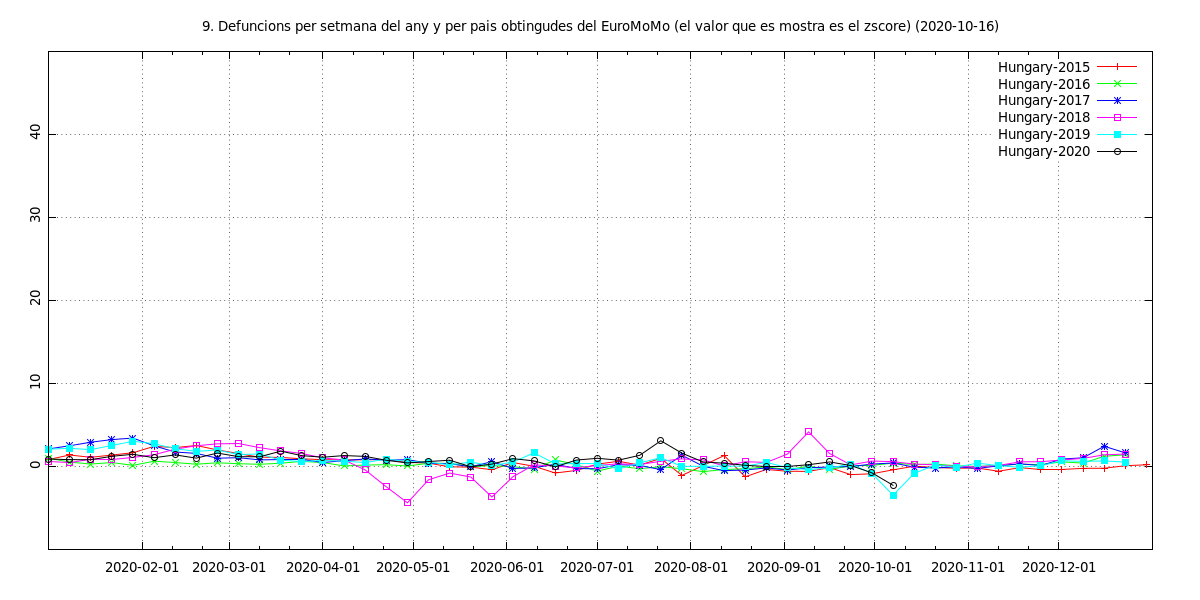 9. Defuncions per setmana del any y per pais obtingudes del EuroMoMo (el valor que es mostra es el zscore) (2020-10-16)
Hungary-2015
Hungary-2016
Hungary-2017
Hungary-2018
Hungary-2019
Hungary-2020
40
30
20
10
0
2020-02-01 2020-03-01 2020-04-01 2020-05-01 2020-06-01 2020-07-01 2020-08-01 2020-09-01 2020-10-01 2020-11-01 2020-12-01